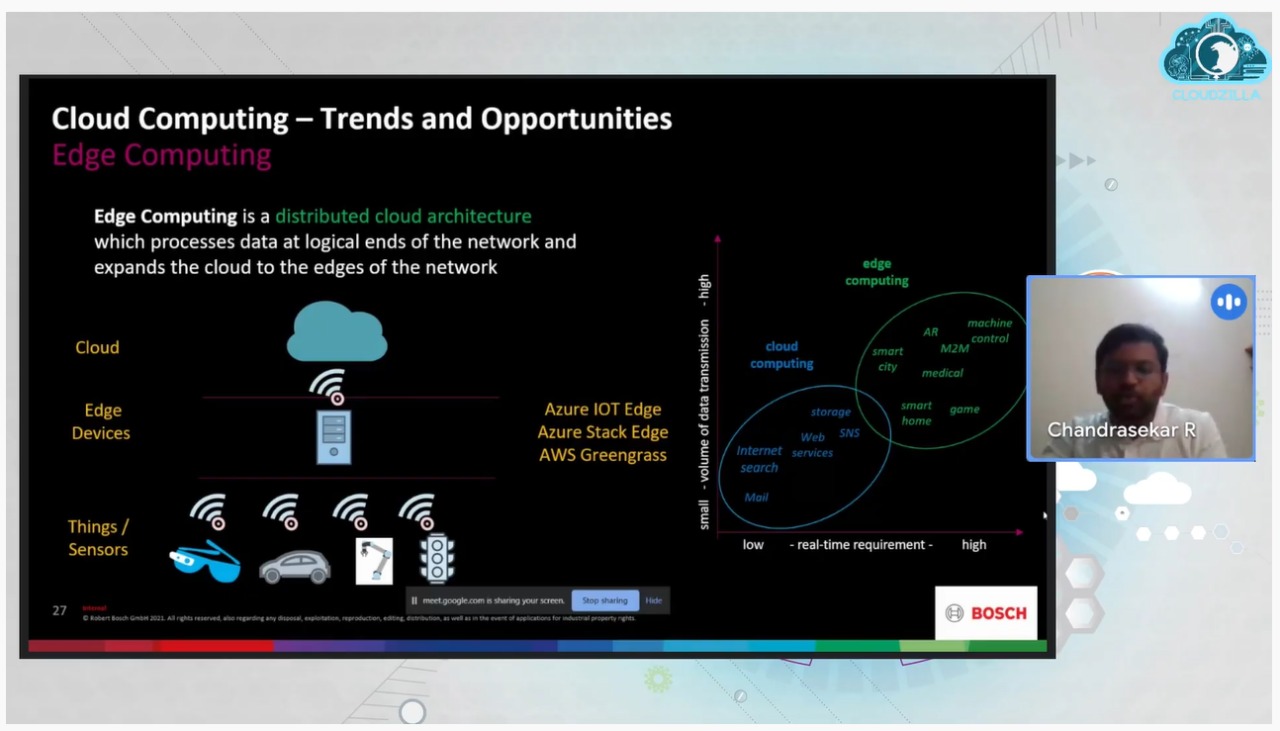 CLOUDZILLA
Cloud Computing – Trends and Opportunities
Edge Computing
Edge Computing is a distributed cloud architecture
which processes data at logical ends of the network and
expands the cloud to the edges of the network
Cloud
Edge
Devices
Things /
Sensors
Azure IOT Edge
Azure Stack Edge
AWS Greengrass
small - volume of data transmission - high
edge
computing
cloud
computing
AR
machine
control
M2M
smart
city
medical
smart
home
game
storage
SNS
Web
services
Internet
search
Mail
low - real-time requirement - high
Chandrasekar R
meet.google.com is sharing your screen.
Stop sharing
Hide
27
Internal
© Robert Bosch GmbH 2021. All rights reserved, also regarding any disposal, exploitation, reproduction, editing, distribution, as well as in the event of applications for industrial property rights.
BOSCH